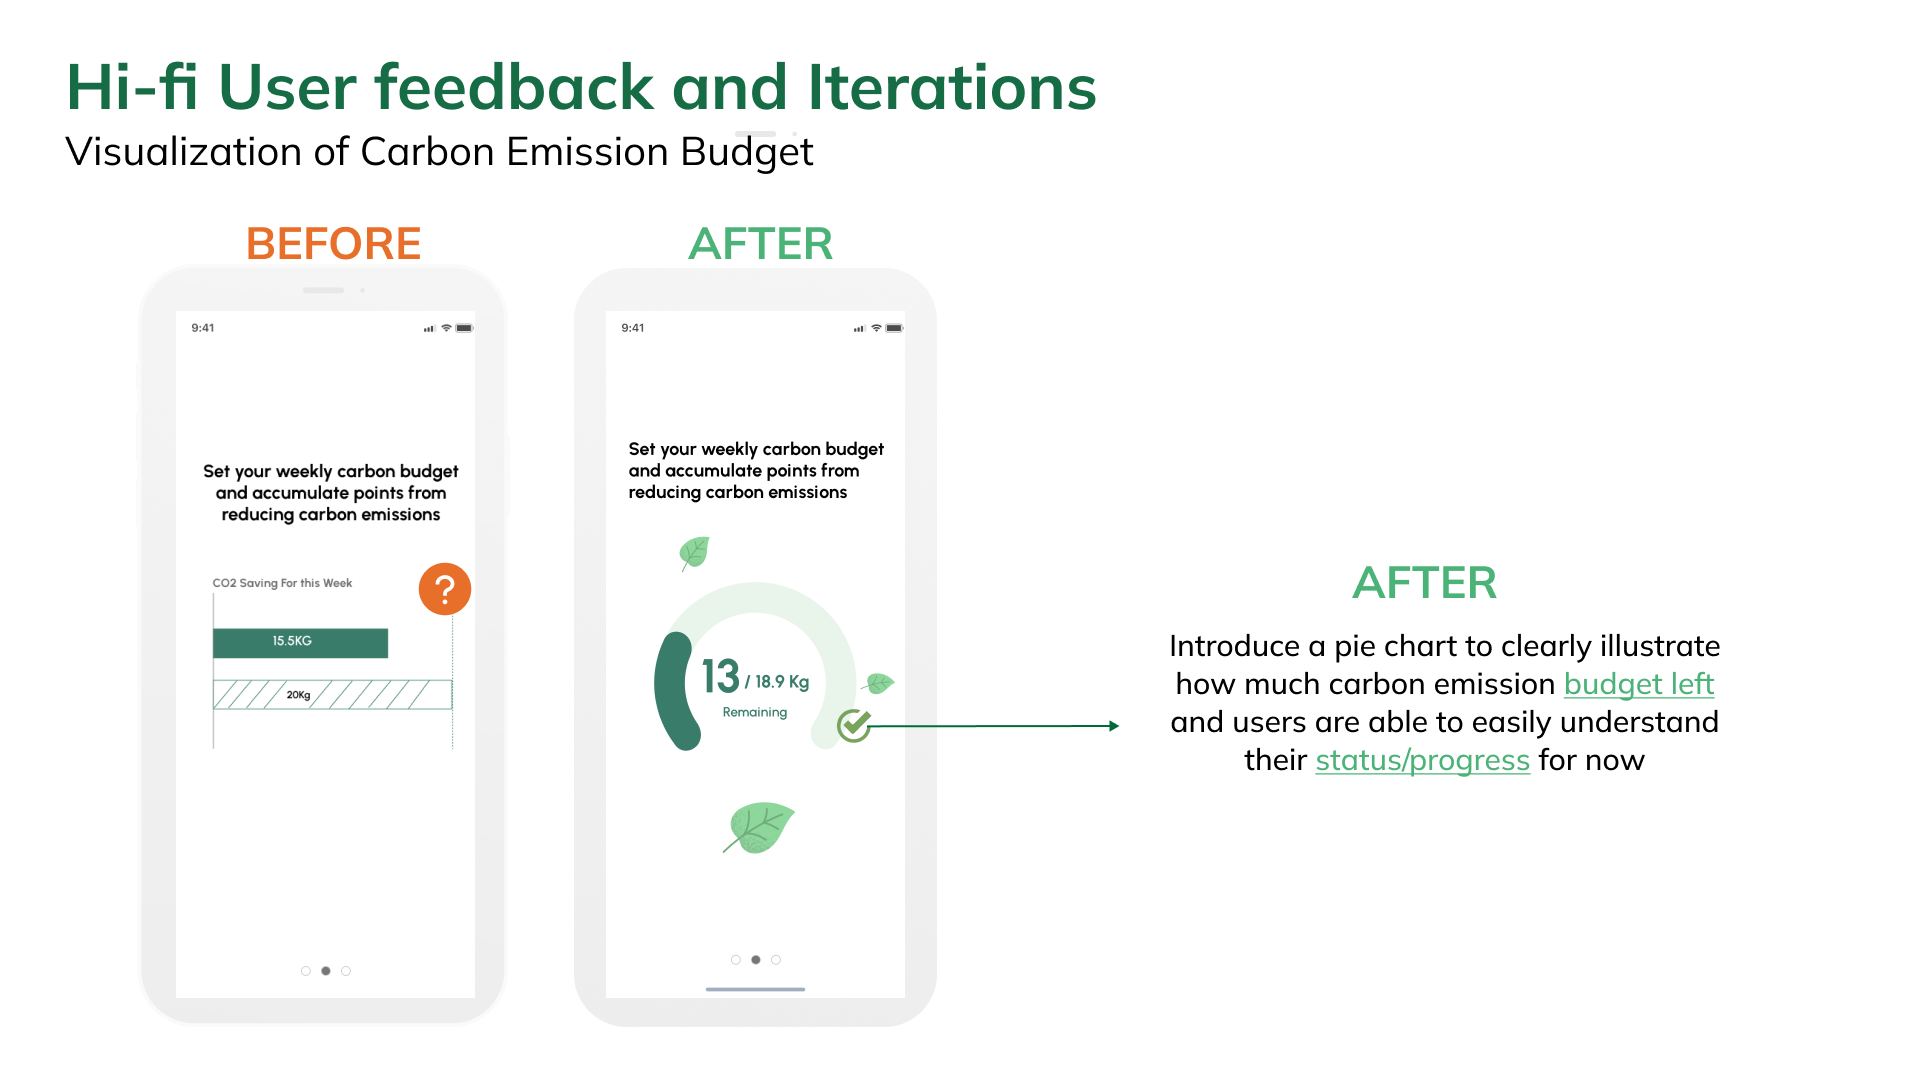 Hi-fi User feedback and Iterations
Visualization of Carbon Emission Budget
BEFORE
9:41
Set your weekly carbon budget
and accumulate points from
reducing carbon emissions
CO2 Saving For this Week
?
15.5KG
20Kg
AFTER
9:41
Set your weekly carbon budget
and accumulate points from
reducing carbon emissions
13 / 18.9 Kg
Remaining
AFTER
Introduce a pie chart to clearly illustrate
how much carbon emission budget left
and users are able to easily understand
their status/progress for now